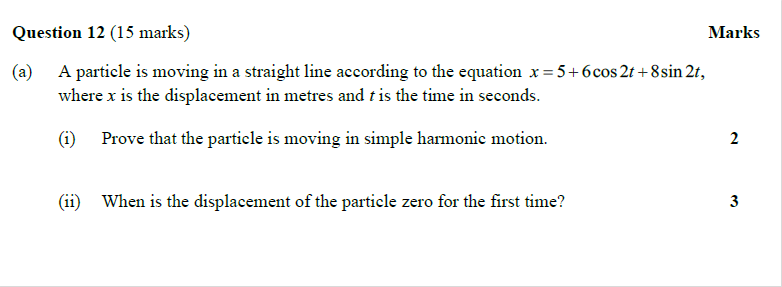 Question 12 (15 marks) Marks
(a) A particle is moving in a straight line according to the equation x = 5 + 6 cos 2t + 8 sin 2t,
where x is the displacement in metres and t is the time in seconds.
(i) Prove that the particle is moving in simple harmonic motion. 2
(ii) When is the displacement of the particle zero for the first time? 3